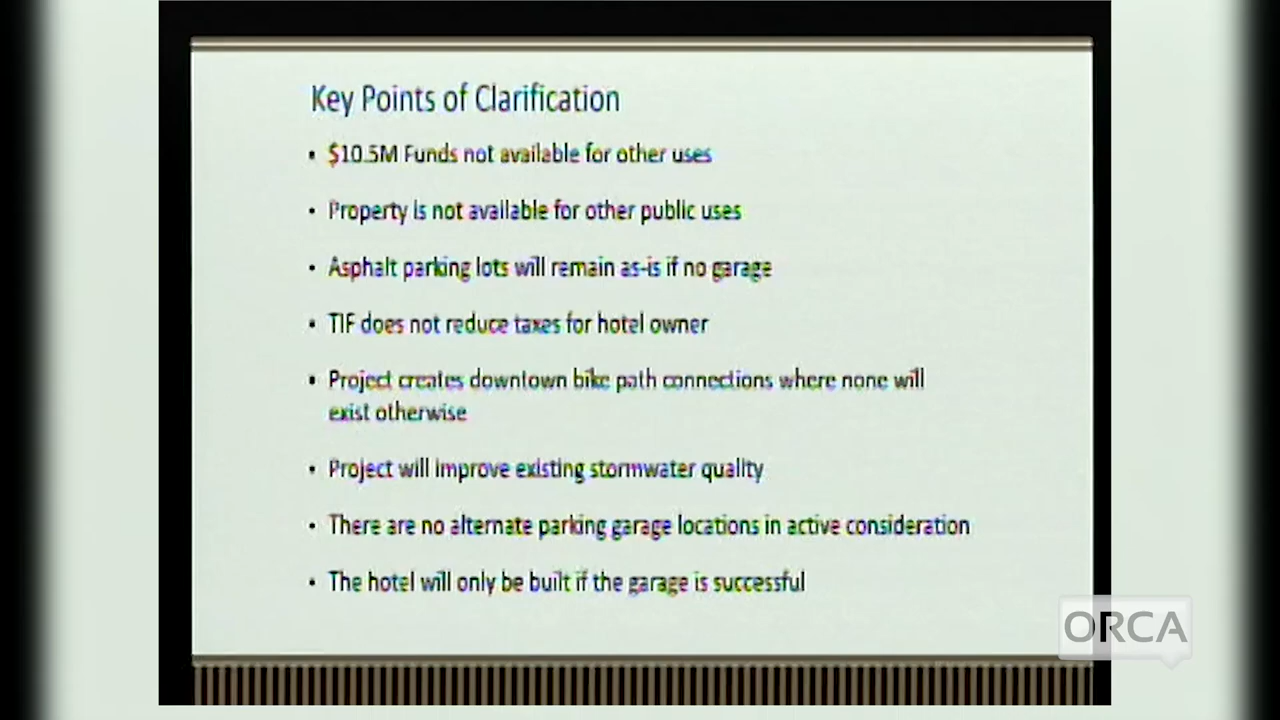 Key Points of Clarification
• $10.5M Funds not available for other uses
• Property is not available for other public uses
• Asphalt parking lots will remain as-is if no garage
• TIF does not reduce taxes for hotel owner
• Project creates downtown bike path connections where none will
exist otherwise
• Project will improve existing stormwater quality
• There are no alternate parking garage locations in active consideration
• The hotel will only be built if the garage is successful
ORCA